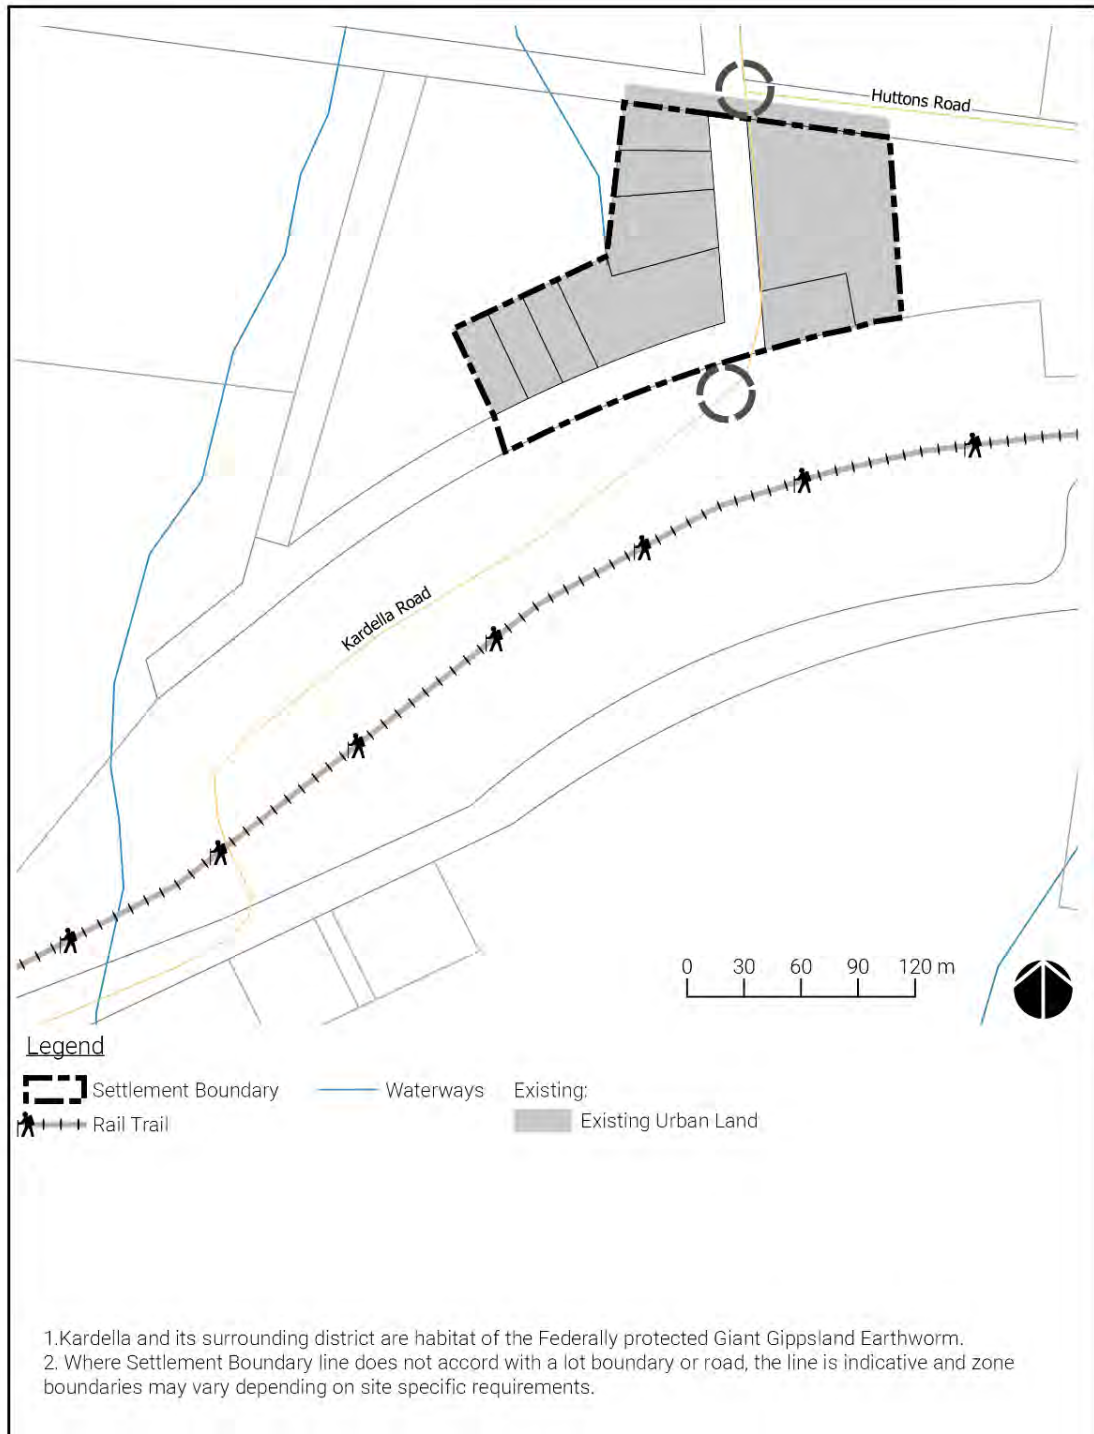 Huttons Road
Kardella Road
0 30 60 90 120 m
Legend
Settlement Boundary Waterways Existing:
Rail Trail Existing Urban Land
1.Kardella and its surrounding district are habitat of the Federally protected Giant Gippsland Earthworm.
2. Where Settlement Boundary line does not accord with a lot boundary or road, the line is indicative and zone
boundaries may vary depending on site specific requirements.